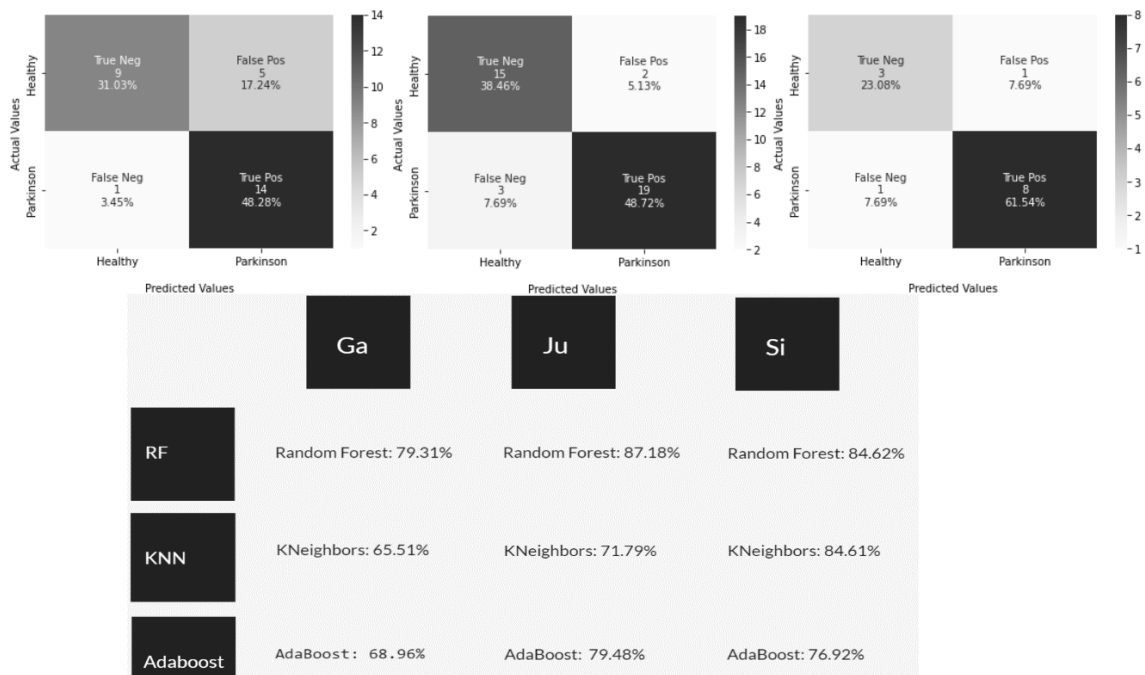 Actual Values
Healthy
Parkinson
True Neg
9
31.03%
False Pos
5
17.24%
False Neg
1
3.45%
True Pos
14
48.28%
Healthy
Parkinson
Predicted Values
14
12
10
8
6
4
2
Actual Values
Healthy
Parkinson
True Neg
15
38.46%
False Pos
2
5.13%
False Neg
3
7.69%
True Pos
19
48.72%
Healthy
Parkinson
Predicted Values
18
16
14
12
10
8
6
4
2
Actual Values
Healthy
Parkinson
True Neg
3
23.08%
False Pos
1
7.69%
False Neg
1
7.69%
True Pos
8
61.54%
Healthy
Parkinson
Predicted Values
8
7
6
5
4
3
2
1
Ga
Ju
Si
RF
Random Forest: 79.31%
Random Forest: 87.18%
Random Forest: 84.62%
KNN
KNeighbors: 65.51%
KNeighbors: 71.79%
KNeighbors: 84.61%
Adaboost
AdaBoost: 68.96%
AdaBoost: 79.48%
AdaBoost: 76.92%